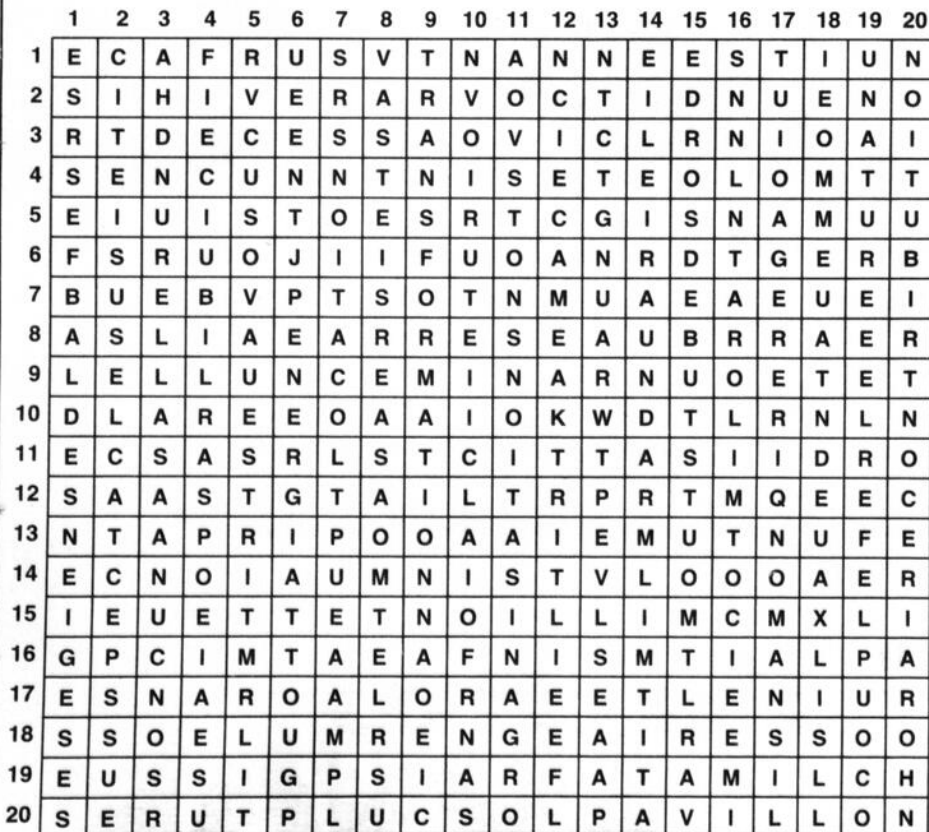 1 2 3 4 5 6 7 8 9 10 11 12 13 14 15 16 17 18 19 20
1 E C A F R U S V T N A N N E E S T I U N
2 S I H I V E R A R V O C T I D N U E N O
3 R T D E C E S S A O V I C L R N I O A I
4 S E N C U N N T N I S E T E O L O M T T
5 E I U I S T O E S R T C G I S N A M U U
6 F S R U O J I I F U O A N R D T G E R B
7 B U E B V P T S O T N M U A E A E U E I
8 A S L I A E A R R E S E A U B R R A E R
9 L E L L U N C E M I N A R N U O E T E T
10 D L A R E E O A A I O K W D T L R N L N
11 E C S A S R L S T C I T T A S I I D R O
12 S A A S T G T A I L T R P R T M Q E E C
13 N T A P R I P O O A A I E M U T N U F E
14 E C N O I A U M N I S T V L O O O A E R
15 I E U E T T E T N O I L L I M C M X L I
16 G P C I M T A E A F N I S M T I A L P A
17 E S N A R O A L O R A E E T L E N I U R
18 S S O E L U M R E N G E A I R E S S O O
19 E U S S I G P S I A R F A T A M I L C H
20 S E R U T P L U C S O L P A V I L L O N